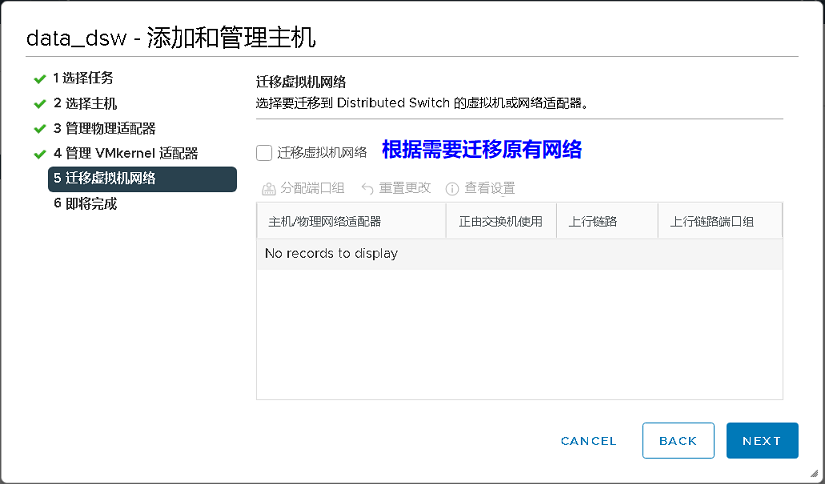 data_dsw - 添加和管理主机
1 选择任务
2 选择主机
3 管理物理适配器
4 管理 VMkernel 适配器
5 迁移虚拟机网络
6 即将完成
迁移虚拟机网络
选择要迁移到 Distributed Switch 的虚拟机或网络适配器。
迁移虚拟机网络 根据需要迁移原有网络
分配端口组 重置更改 查看设置
主机/物理网络适配器 正由交换机使用 上行链路 上行链路端口组
No records to display
CANCEL BACK NEXT